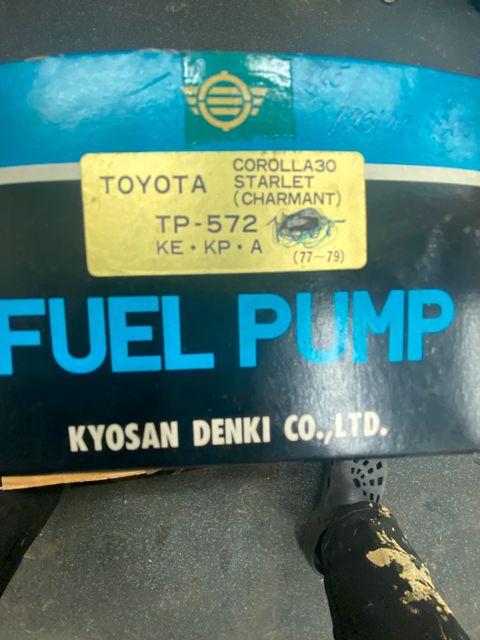 TOYOTA
COROLLA30
STARLET
(CHARMANT)
TP-572
KE・KP・A
(77~79)
FUEL PUMP
KYOSAN DENKI CO.,LTD.